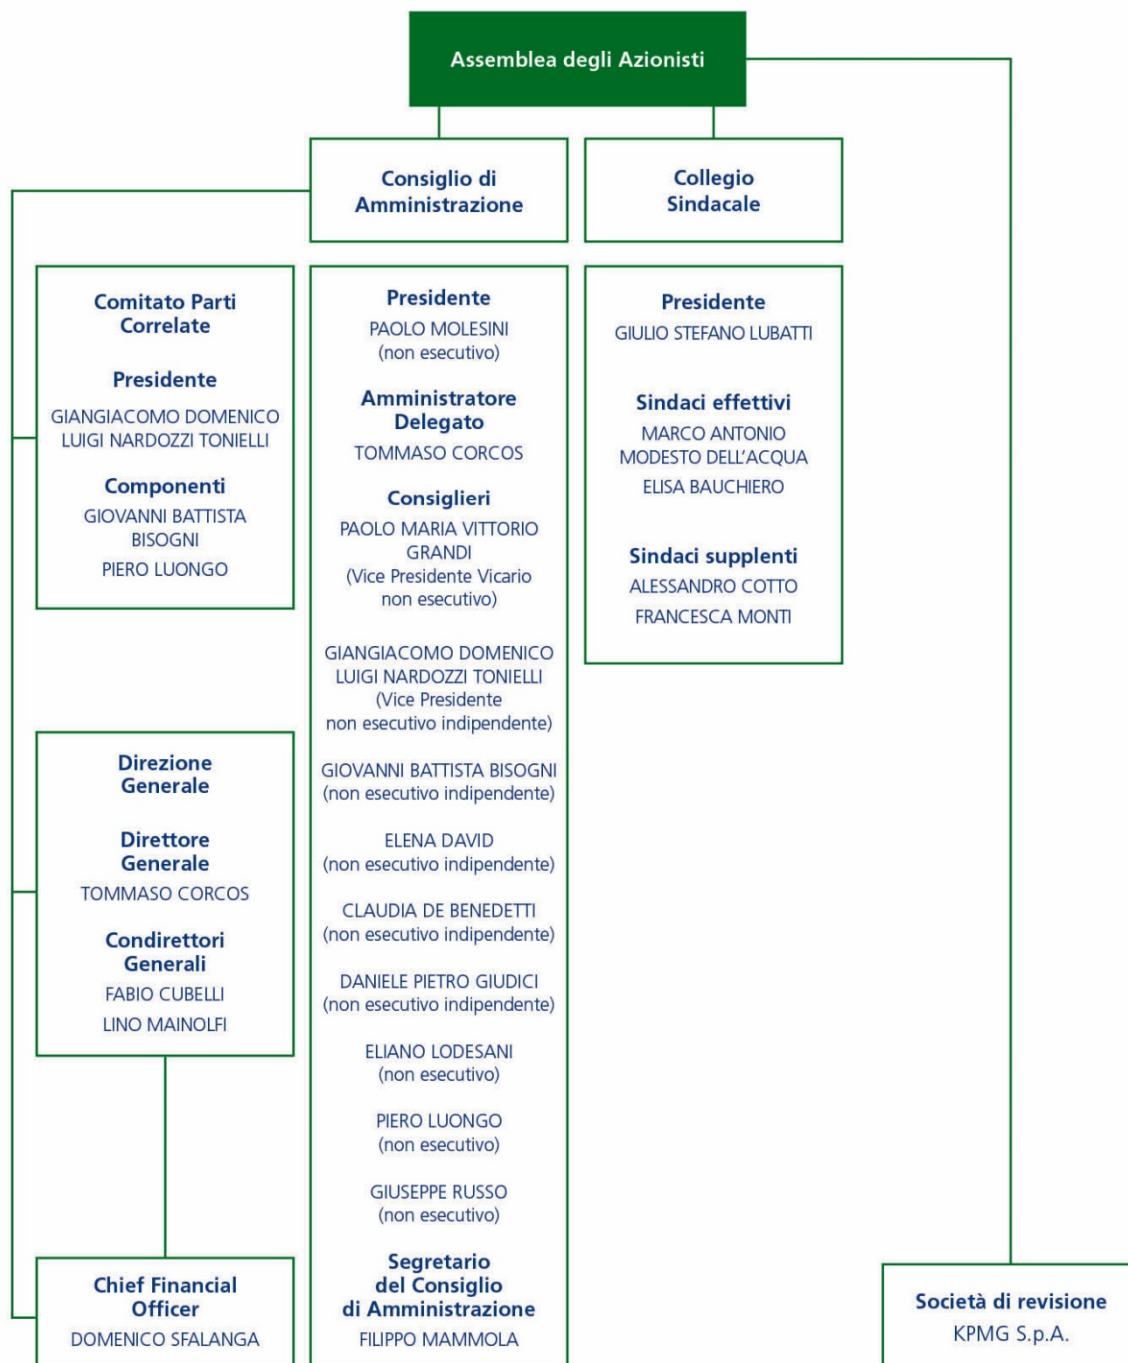 Assemblea degli Azionisti
Consiglio di
Amministrazione
Collegio
Sindacale
Comitato Parti
Correlate
Presidente
GIANGIACOMO DOMENICO
LUIGI NARDOZZI TONIELLI
Componenti
GIOVANNI BATTISTA
BISOGNI
PIERO LUONGO
Direzione
Generale
Direttore
Generale
TOMMASO CORCOS
Condirettori
Generali
FABIO CUBELLI
LINO MAINOLFI
Chief Financial
Officer
DOMENICO SFALANGA
Presidente
PAOLO MOLESINI
(non esecutivo)
Amministratore
Delegato
TOMMASO CORCOS
Consiglieri
PAOLO MARIA VITTORIO
GRANDI
(Vice Presidente Vicario
non esecutivo)
GIANGIACOMO DOMENICO
LUIGI NARDOZZI TONIELLI
(Vice Presidente
non esecutivo indipendente)
GIOVANNI BATTISTA BISOGNI
(non esecutivo indipendente)
ELENA DAVID
(non esecutivo indipendente)
CLAUDIA DE BENEDETTI
(non esecutivo indipendente)
DANIELE PIETRO GIUDICI
(non esecutivo indipendente)
ELIANO LODESANI
(non esecutivo)
PIERO LUONGO
(non esecutivo)
GIUSEPPE RUSSO
(non esecutivo)
Segretario
del Consiglio
di Amministrazione
FILIPPO MAMMOLA
Presidente
GIULIO STEFANO LUBATTI
Sindaci effettivi
MARCO ANTONIO
MODESTO DELL'ACQUA
ELISA BAUCHIERO
Sindaci supplenti
ALESSANDRO COTTO
FRANCESCA MONTI
Società di revisione
KPMG S.p.A.